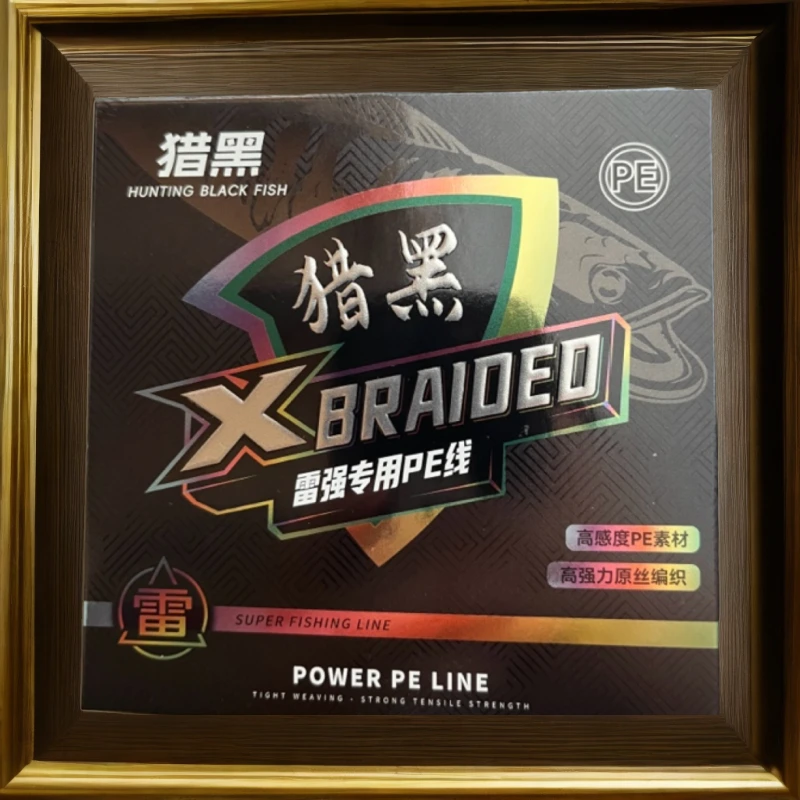 猎黑
HUNTING BLACK FISH
PE
猎黑
X BRAIDED
雷强专用PE线
高感度PE素材
高强力原丝编织
雷
SUPER FISHING LINE
POWER PE LINE
TIGHT WEAVING - STRONG TENSILE STRENGTH